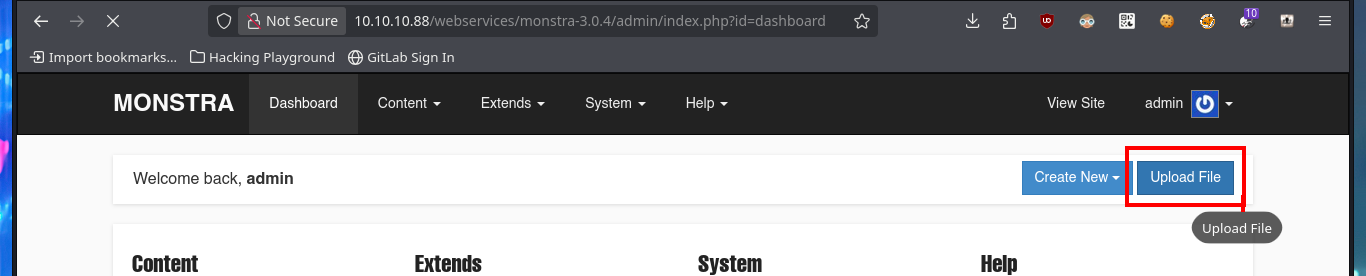 Not Secure 10.10.10.88/webservices/monstra-3.0.4/admin/index.php?id=dashboard 10
Import bookmarks... Hacking Playground GitLab Sign In
MONSTRA Dashboard Content Extends System Help View Site admin
Welcome back, admin Create New Upload File
Upload File
Content Extends System Help